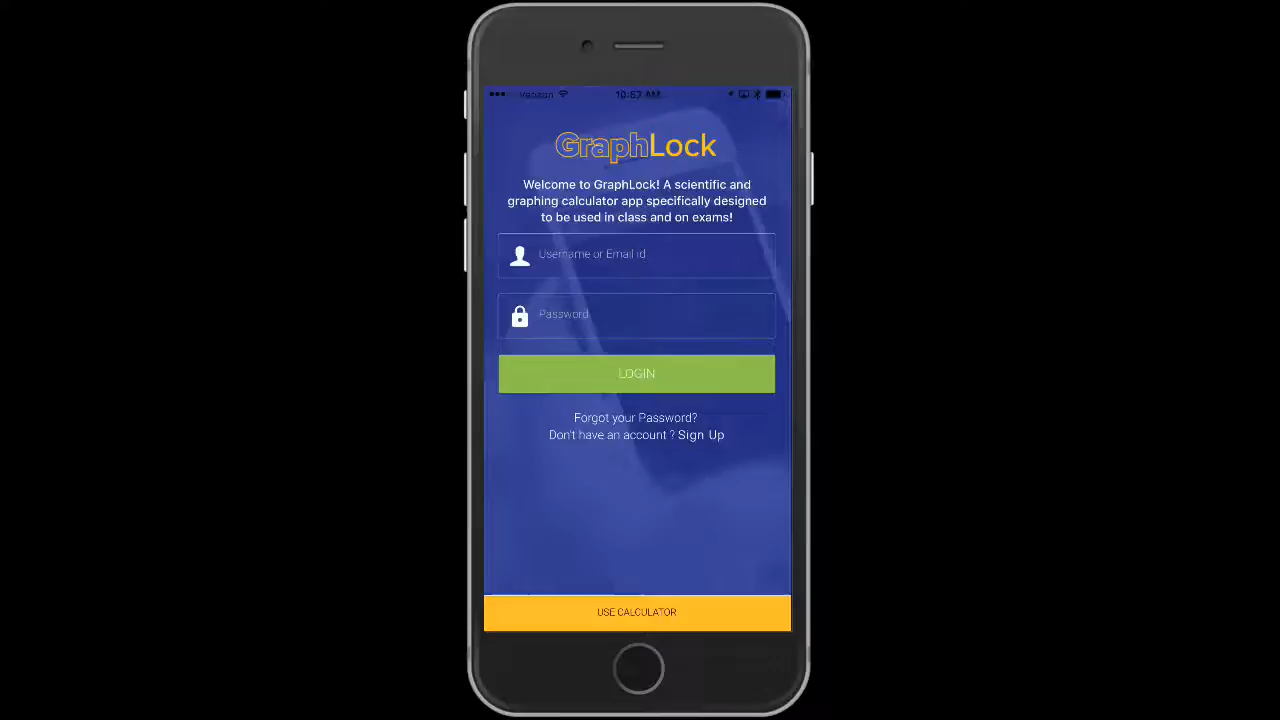 Verizon 10:57 AM
GraphLock
Welcome to GraphLock! A scientific and
graphing calculator app specifically designed
to be used in class and on exams!
Username or Email id
Password
LOGIN
Forgot your Password?
Don't have an account ? Sign Up
USE CALCULATOR